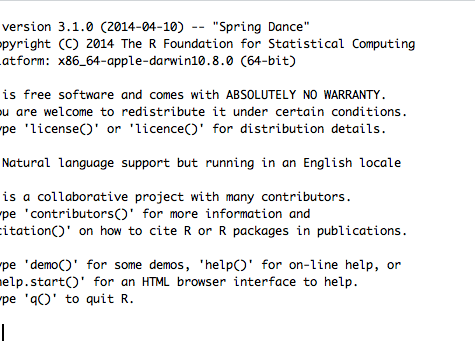 version 3.1.0 (2014-04-10) -- "Spring Dance"
opyright (C) 2014 The R Foundation for Statistical Computing
latform: x86_64-apple-darwin10.8.0 (64-bit)
is free software and comes with ABSOLUTELY NO WARRANTY.
ou are welcome to redistribute it under certain conditions.
ype 'license()' or 'licence()' for distribution details.
Natural language support but running in an English locale
is a collaborative project with many contributors.
ype 'contributors()' for more information and
citation()' on how to cite R or R packages in publications.
ype 'demo()' for some demos, 'help()' for on-line help, or
help.start()' for an HTML browser interface to help.
ype 'q()' to quit R.